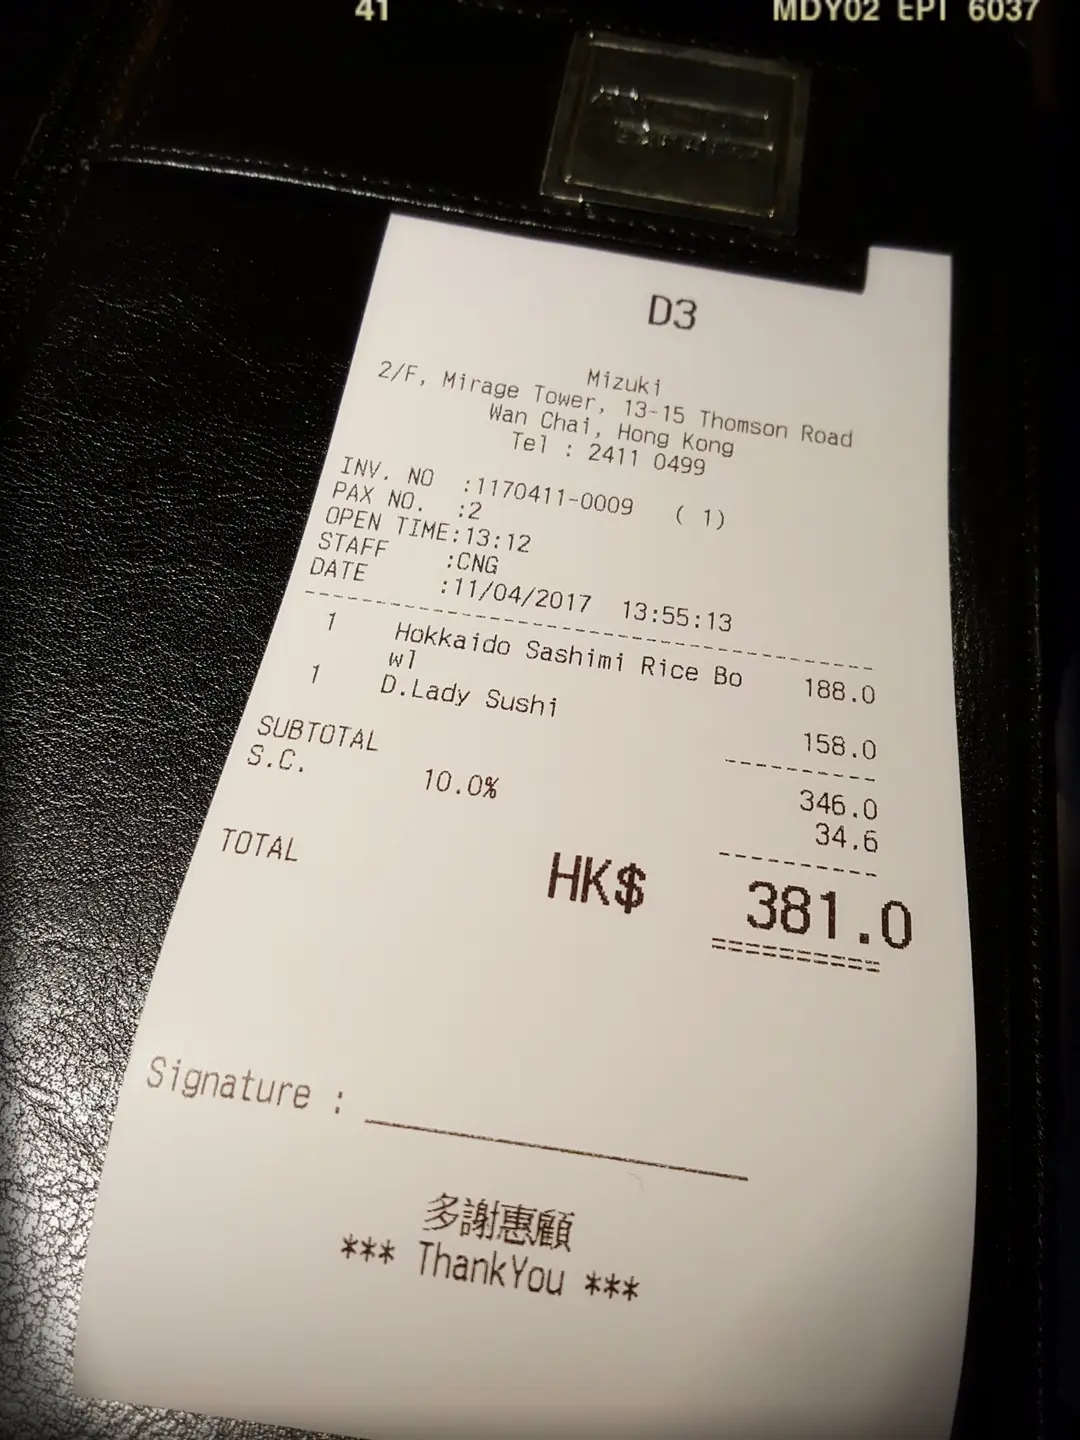 41 MDY02 EPI 6037
D3
Mizuki
2/F, Mirage Tower, 13-15 Thomson Road
Wan Chai, Hong Kong
Tel : 2411 0499
INV. NO :1170411-0009 ( 1)
PAX NO. :2
OPEN TIME:13:12
STAFF :CNG
DATE :11/04/2017 13:55:13
1 Hokkaido Sashimi Rice Bo 188.0
wl
1 D.Lady Sushi 158.0
SUBTOTAL 346.0
S.C. 10.0% 34.6
TOTAL HK$ 381.0
Signature :
多謝惠顧
*** ThankYou ***